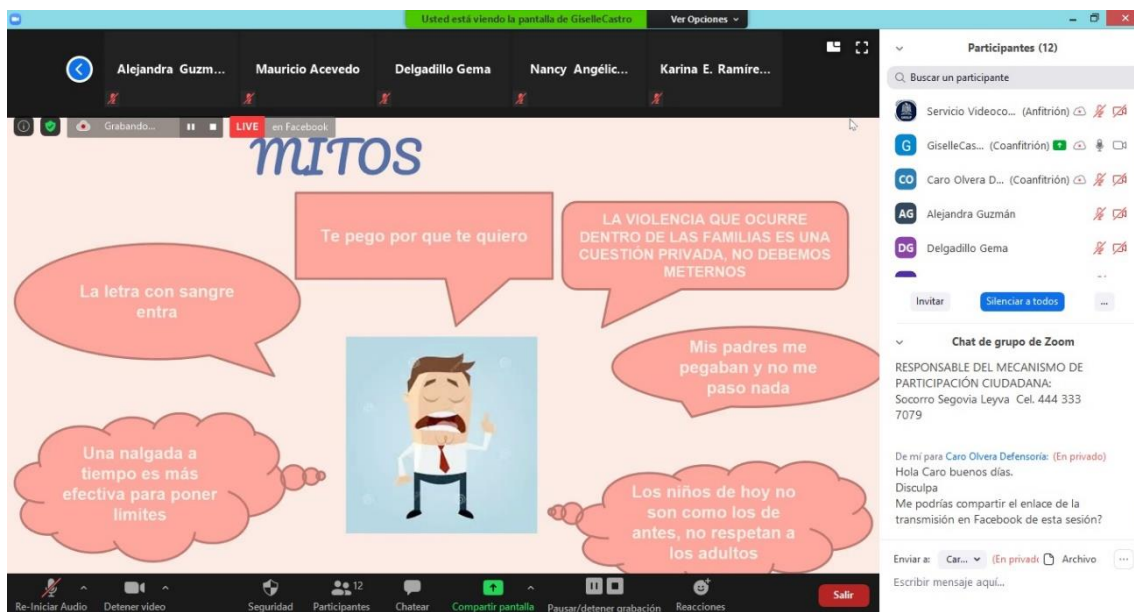 Usted está viendo la pantalla de GiselleCastro
Ver Opciones
Alejandra Guzm...
Mauricio Acevedo
Delgadillo Gema
Nancy Angélic...
Karina E. Ramíre...
Grabando...
LIVE en Facebook
MITOS
Te pego por que te quiero
LA VIOLENCIA QUE OCURRE
DENTRO DE LAS FAMILIAS ES UNA
CUESTIÓN PRIVADA, NO DEBEMOS
METERNOS
La letra con sangre
entra
Mis padres me
pegaban y no me
paso nada
Una nalgada a
tiempo es más
efectiva para poner
limites
Los niños de hoy no
son como los de
antes, no respetan a
los adultos
Re-Iniciar Audio
Detener video
Seguridad
Participantes
12
Chatear
Compartir pantalla
Pausar/detener grabación
Reacciones
Salir
Participantes (12)
Buscar un participante
Servicio Videoco... (Anfitrión)
G GiselleCas... (Coanfitrión)
CO Caro Olvera D... (Coanfitrión)
AG Alejandra Guzmán
DG Delgadillo Gema
Invitar
Silenciar a todos
...
Chat de grupo de Zoom
RESPONSABLE DEL MECANISMO DE
PARTICIPACIÓN CIUDADANA:
Socorro Segovia Leyva Cel. 444 333
7079
De mí para Caro Olvera Defensoría: (En privado)
Hola Caro buenos días.
Disculpa
Me podrías compartir el enlace de la
transmisión en Facebook de esta sesión?
Enviar a: Car... (En privado Archivo ...
Escribir mensaje aquí...